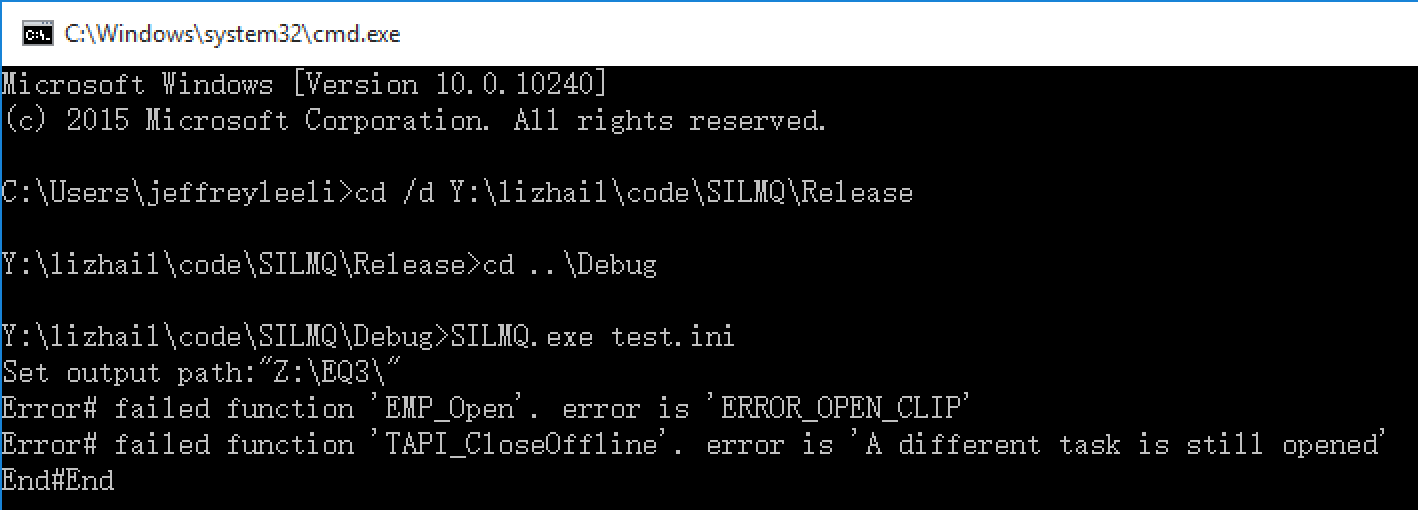 C:\Windows\system32\cmd.exe
Microsoft Windows [Version 10.0.10240]
(c) 2015 Microsoft Corporation. All rights reserved.
C:\Users\jeffreyleeli>cd /d Y:\lizhail\code\SILMQ\Release
Y:\lizhail\code\SILMQ\Release>cd ..\Debug
Y:\lizhail\code\SILMQ\Debug>SILMQ.exe test.ini
Set output path:"Z:\EQ3\"
Error# failed function 'EMP_Open'. error is 'ERROR_OPEN_CLIP'
Error# failed function 'TAPI_CloseOffline'. error is 'A different task is still opened'
End#End